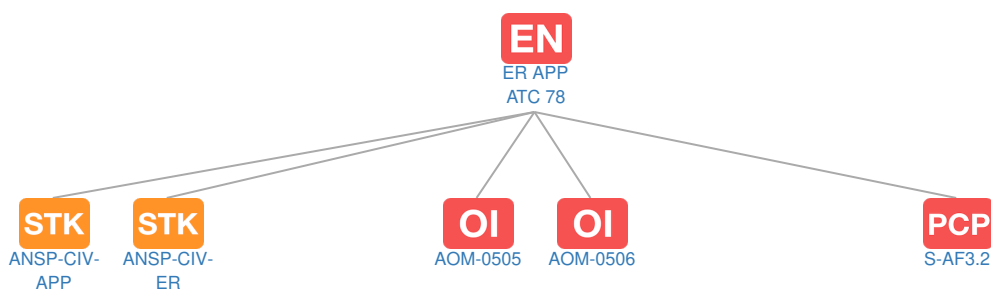 EN
ER APP
ATC 78
STK
STK
OI
OI
PCP
ANSP-CIV-
APP
ANSP-CIV-
ER
AOM-0505
AOM-0506
S-AF3.2